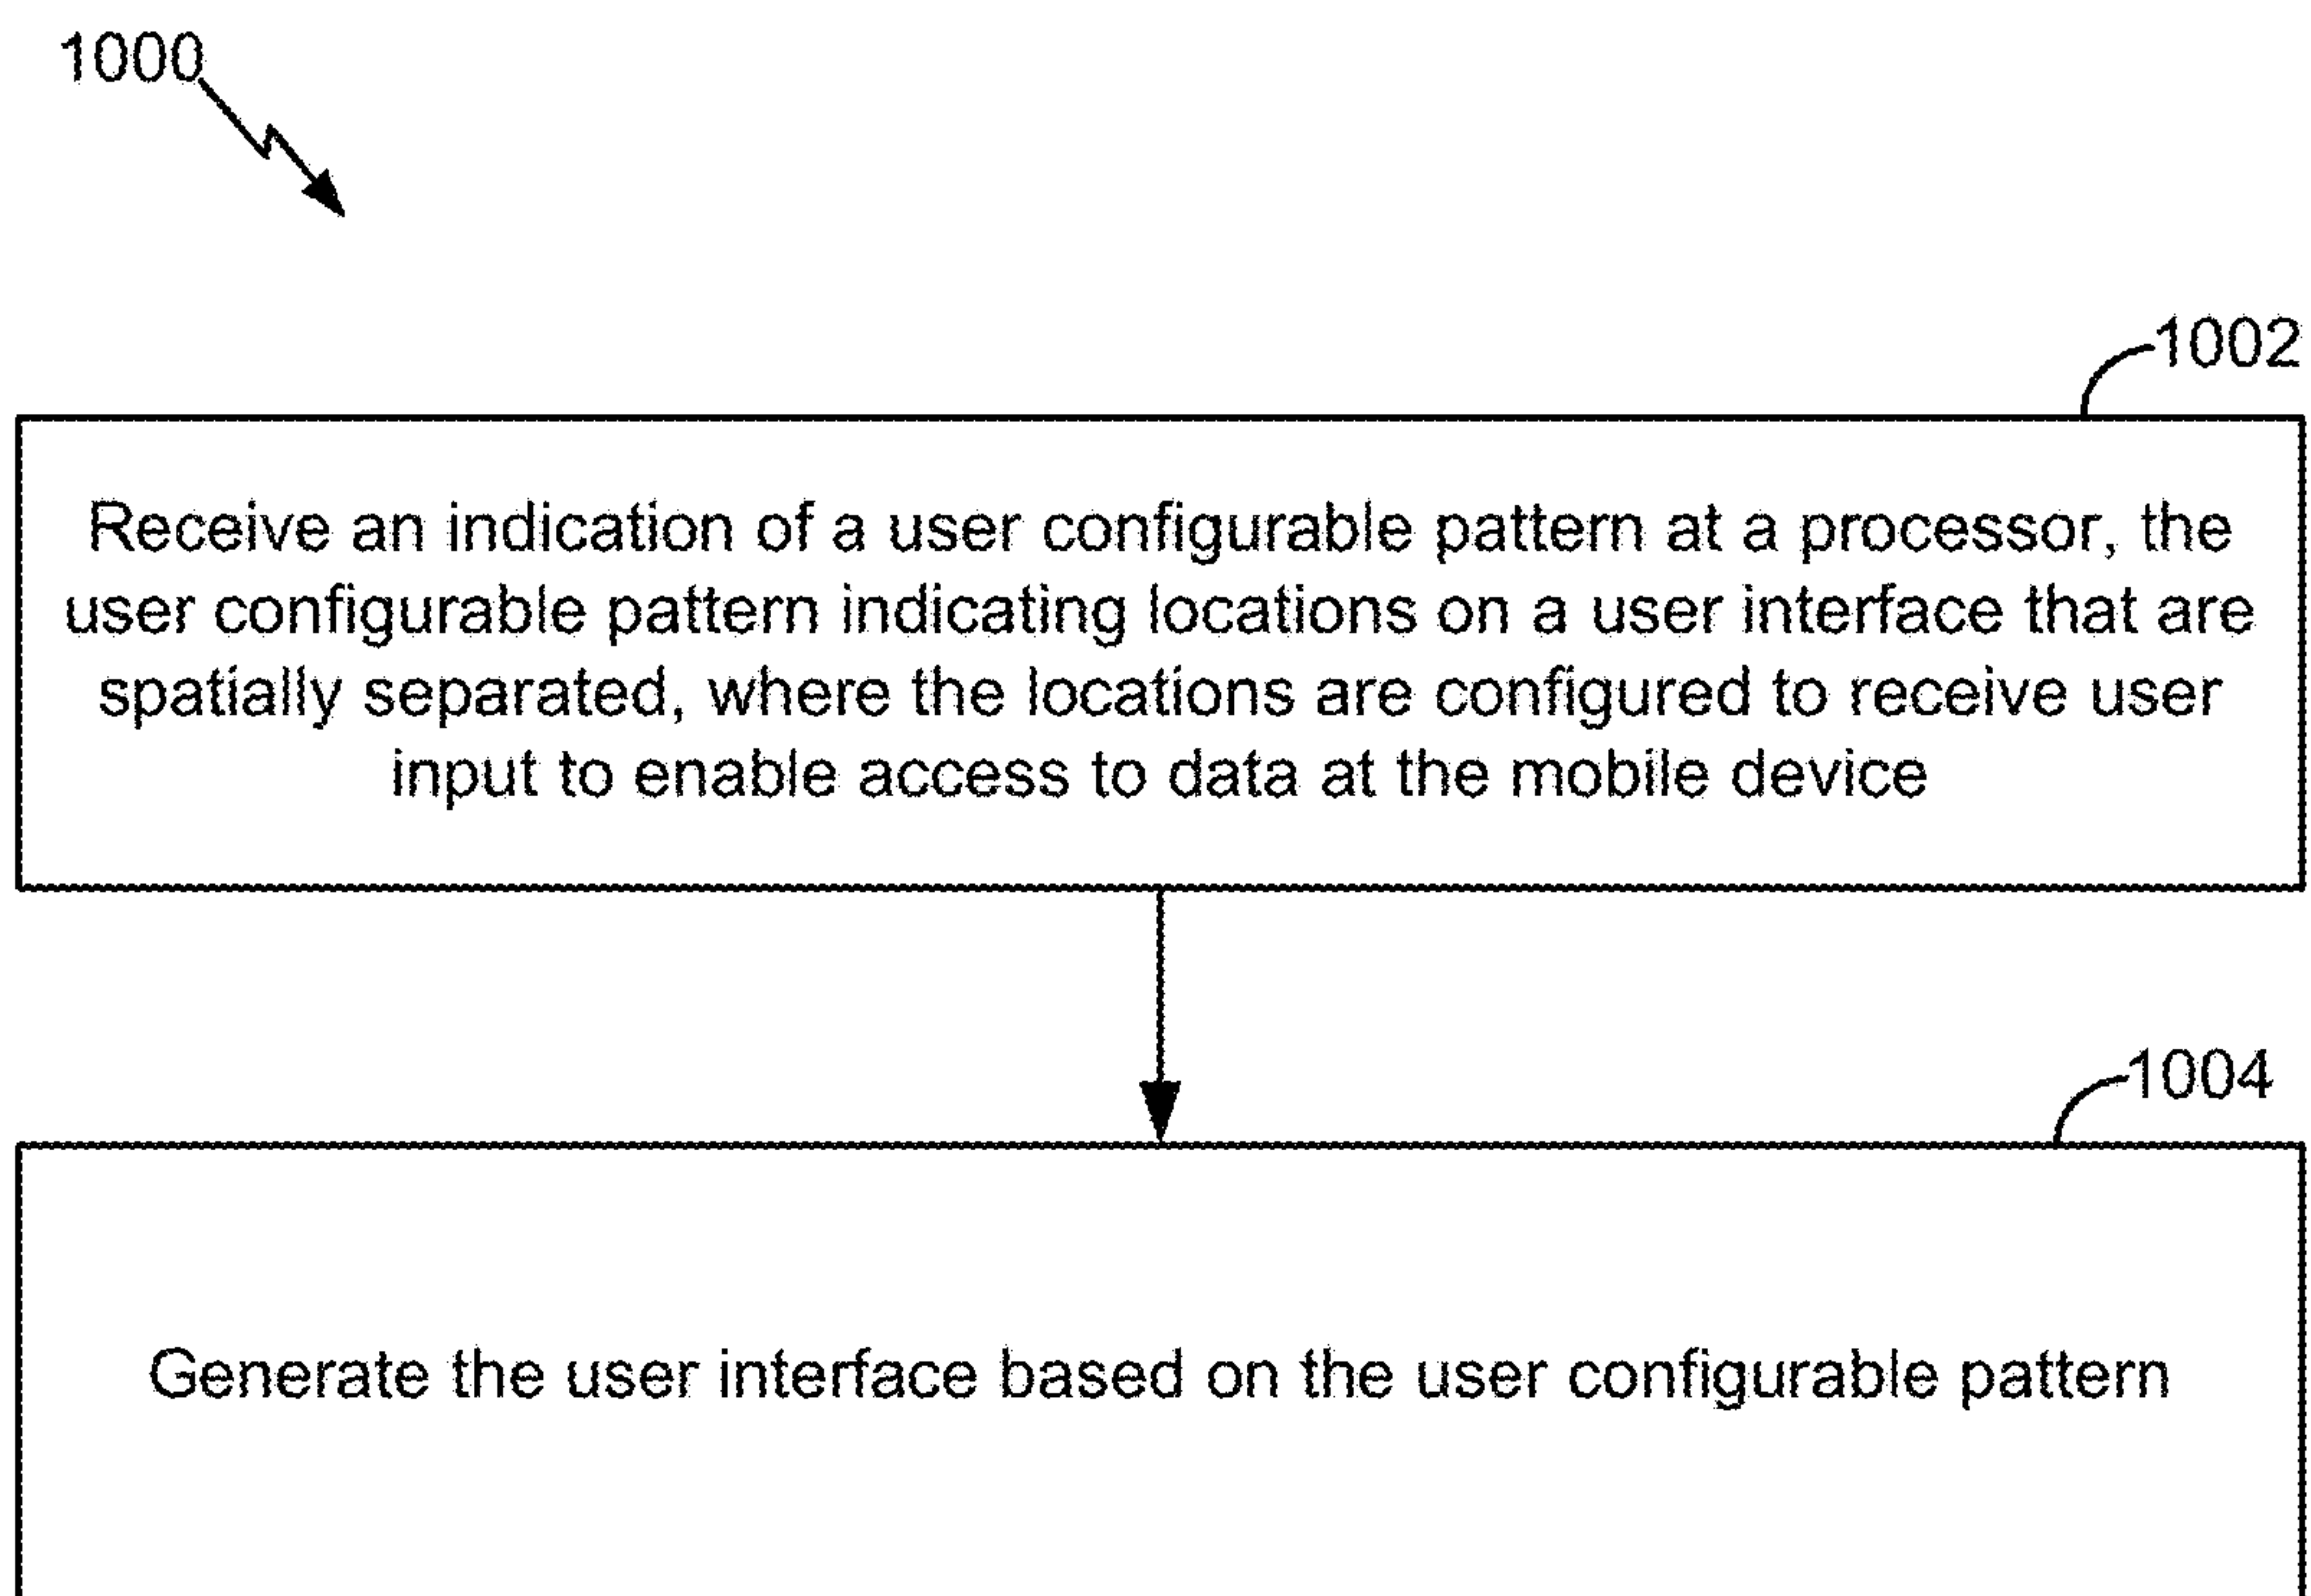 1000
1002
Receive an indication of a user configurable pattern at a processor, the
user configurable pattern indicating locations on a user interface that are
spatially separated, where the locations are configured to receive user
input to enable access to data at the mobile device
1004
Generate the user interface based on the user configurable pattern